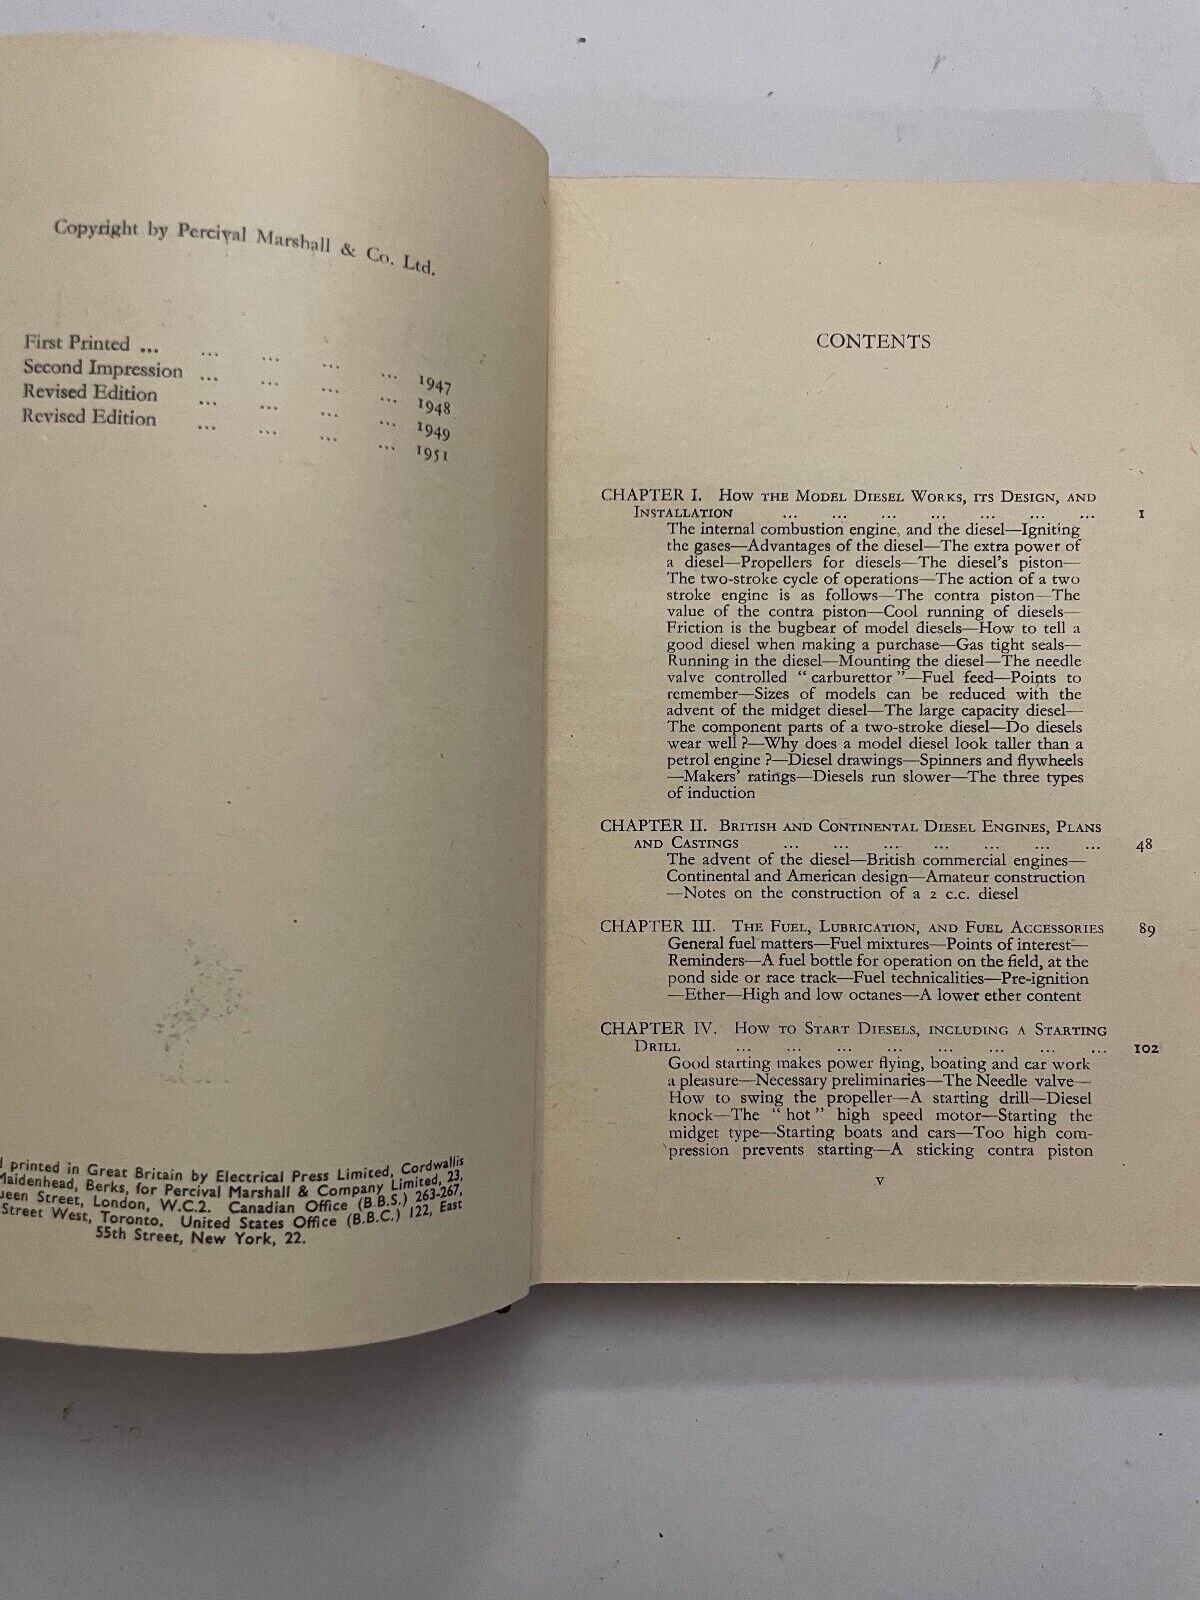 Copyright by Percival Marshall & Co. Ltd.
First Printed ... ... ... ... ... 1947
Second Impression ... ... ... ... 1948
Revised Edition ... ... ... ... 1949
Revised Edition ... ... ... ... 1951
printed in Great Britain by Electrical Press Limited, Cordwallis
Maidenhead, Berks, for Percival Marshall & Company Limited, 23,
Street, London, W.C.2. Canadian Office (B.B.S.) 263-267,
Street West, Toronto. United States Office (B.B.C.) 122, East
55th Street, New York, 22.
CONTENTS
CHAPTER I. How the Model Diesel Works, its Design, and
Installation ... ... ... ... ... ... ... 1
The internal combustion engine, and the diesel—Igniting
the gases—Advantages of the diesel—The extra power of
a diesel—Propellers for diesels—The diesel's piston—
The two-stroke cycle of operations—The action of a two
stroke engine is as follows—The contra piston—The
value of the contra piston—Cool running of diesels—
Friction is the bugbear of model diesels—How to tell a
good diesel when making a purchase—Gas tight seals—
Running in the diesel—Mounting the diesel—The needle
valve controlled "carburettor"—Fuel feed—Points to
remember—Sizes of models can be reduced with the
advent of the midget diesel—The large capacity diesel—
The component parts of a two-stroke diesel—Do diesels
wear well?—Why does a model diesel look taller than a
petrol engine?—Diesel drawings—Spinners and flywheels
—Makers' ratings—Diesels run slower—The three types
of induction
CHAPTER II. British and Continental Diesel Engines, Plans
and Castings ... ... ... ... ... ... ... 48
The advent of the diesel—British commercial engines—
Continental and American design—Amateur construction
—Notes on the construction of a 2 c.c. diesel
CHAPTER III. The Fuel, Lubrication, and Fuel Accessories 89
General fuel matters—Fuel mixtures—Points of interest—
Reminders—A fuel bottle for operation on the field, at the
pond side or race track—Fuel technicalities—Pre-ignition
—Ether—High and low octanes—A lower ether content
CHAPTER IV. How to Start Diesels, including a Starting
Drill ... ... ... ... ... ... ... ... 102
Good starting makes power flying, boating and car work
a pleasure—Necessary preliminaries—The Needle valve—
How to swing the propeller—A starting drill—Diesel
knock—The "hot" high speed motor—Starting the
midget type—Starting boats and cars—Too high com-
pression prevents starting—A sticking contra piston
v